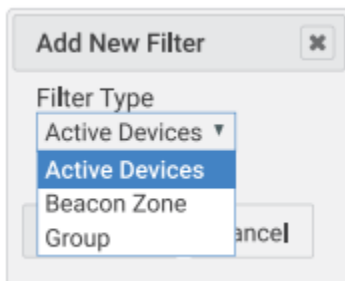 Add New Filter
Filter Type
Active Devices
Active Devices
Beacon Zone
Group